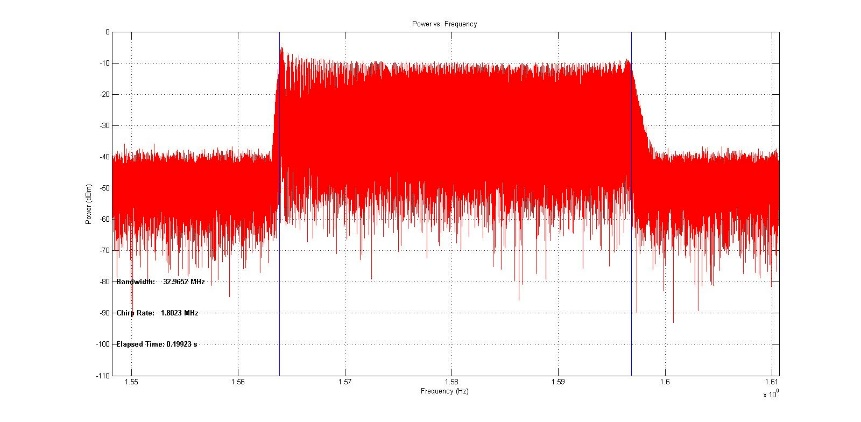 Power vs. Frequency
0
-10
-20
-30
-40
-50
-60
-70
-80
-90
-100
-110
Power (dBm)
Bandwidth: 32.9652 MHz
Chirp Rate: 1.8023 MHz
Elapsed Time: 0.19923 s
1.55 1.56 1.57 1.58 1.59 1.6 1.61
Frequency (Hz)
x 10⁹